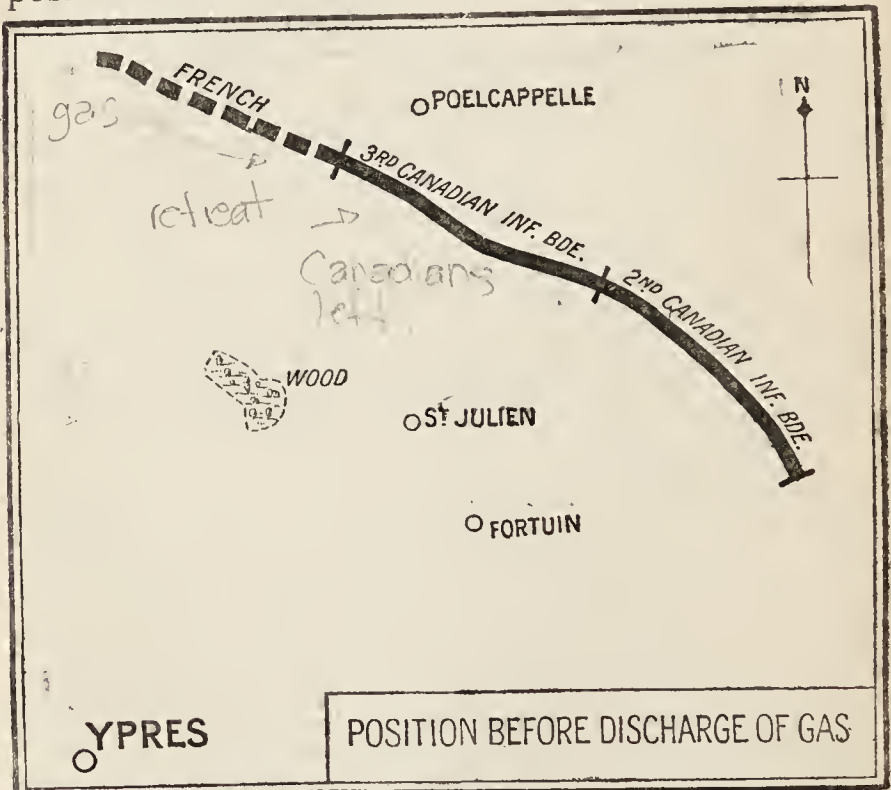 FRENCH
POELCAPPELLE
N
gas
3RD CANADIAN INF. BDE.
retreat
Canadians
left
2ND CANADIAN INF. BDE.
WOOD
ST JULIEN
FORTUIN
YPRES
POSITION BEFORE DISCHARGE OF GAS